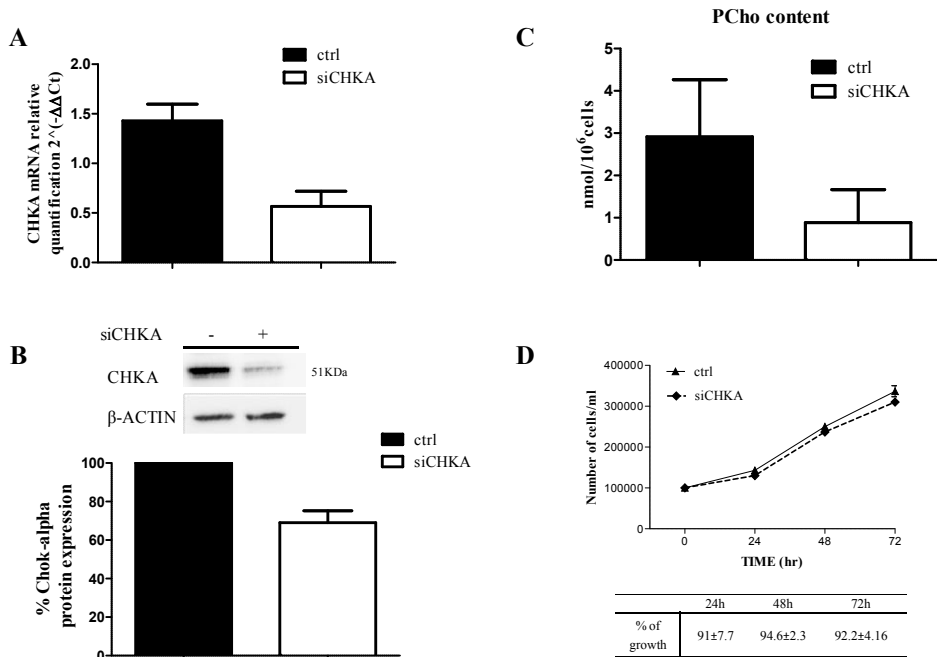 A
ctrl
siCHKA
CHKA mRNA relative
quantification 2^(-ΔΔCt)
2.0
1.5
1.0
0.5
0.0
C
PCho content
ctrl
siCHKA
nmol/10⁶cells
5
4
3
2
1
0
B
siCHKA - +
CHKA 51KDa
β-ACTIN
ctrl
siCHKA
% Chok-alpha
protein expression
100
80
60
40
20
0
D
ctrl
siCHKA
Number of cells/ml
400000
300000
200000
100000
0
0 24 48 72
TIME (hr)
24h 48h 72h
% of
growth 91±7.7 94.6±2.3 92.2±4.16